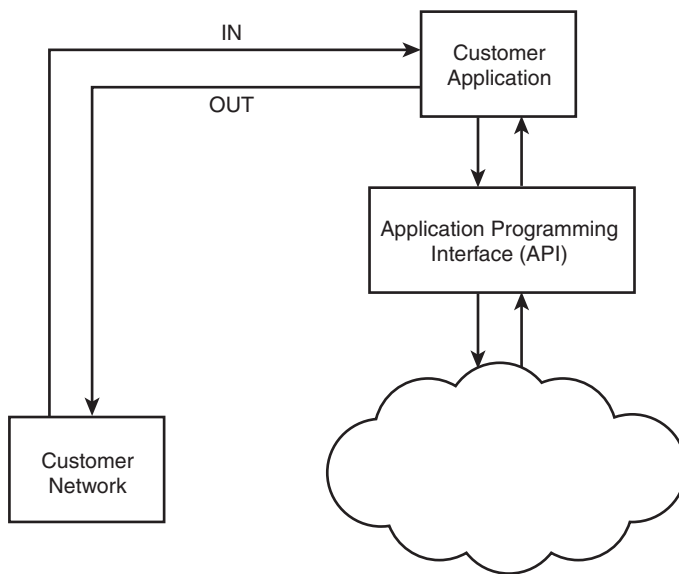 IN
Customer
Application
OUT
Application Programming
Interface (API)
Customer
Network